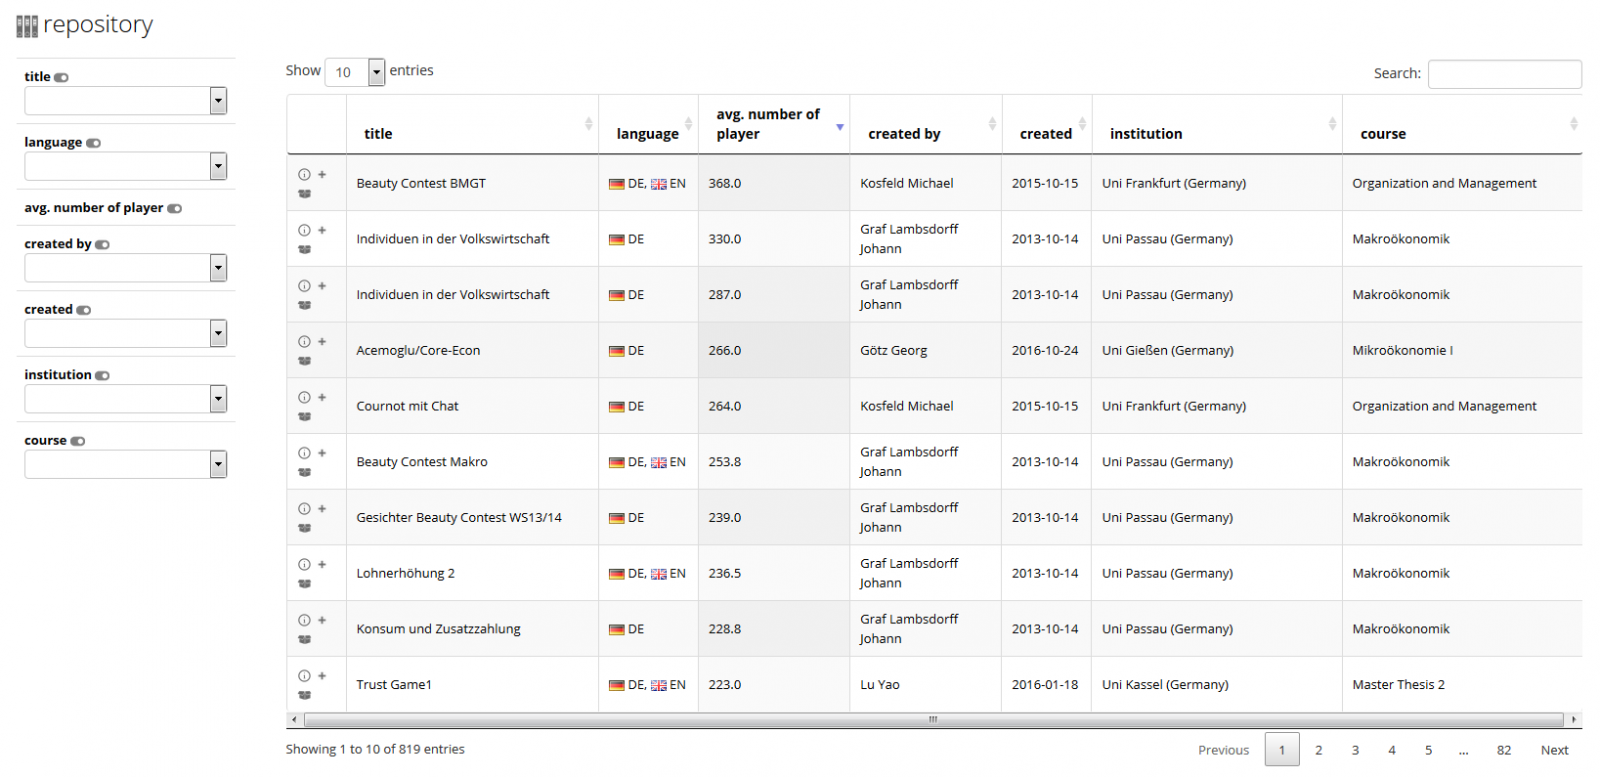 repository
title
language
avg. number of player
created by
created
institution
course
Show 10 entries
Search:
title language avg. number of player created by created institution course
Beauty Contest BMGT DE, EN 368.0 Kosfeld Michael 2015-10-15 Uni Frankfurt (Germany) Organization and Management
Individuen in der Volkswirtschaft DE 330.0 Graf Lambsdorff Johann 2013-10-14 Uni Passau (Germany) Makroökonomik
Individuen in der Volkswirtschaft DE 287.0 Graf Lambsdorff Johann 2013-10-14 Uni Passau (Germany) Makroökonomik
Acemoglu/Core-Econ DE 266.0 Götz Georg 2016-10-24 Uni Gießen (Germany) Mikroökonomie I
Cournot mit Chat DE 264.0 Kosfeld Michael 2015-10-15 Uni Frankfurt (Germany) Organization and Management
Beauty Contest Makro DE, EN 253.8 Graf Lambsdorff Johann 2013-10-14 Uni Passau (Germany) Makroökonomik
Gesichter Beauty Contest WS13/14 DE 239.0 Graf Lambsdorff Johann 2013-10-14 Uni Passau (Germany) Makroökonomik
Lohnerhöhung 2 DE, EN 236.5 Graf Lambsdorff Johann 2013-10-14 Uni Passau (Germany) Makroökonomik
Konsum und Zusatzzahlung DE 228.8 Graf Lambsdorff Johann 2013-10-14 Uni Passau (Germany) Makroökonomik
Trust Game1 DE, EN 223.0 Lu Yao 2016-01-18 Uni Kassel (Germany) Master Thesis 2
Showing 1 to 10 of 819 entries
Previous 1 2 3 4 5 ... 82 Next